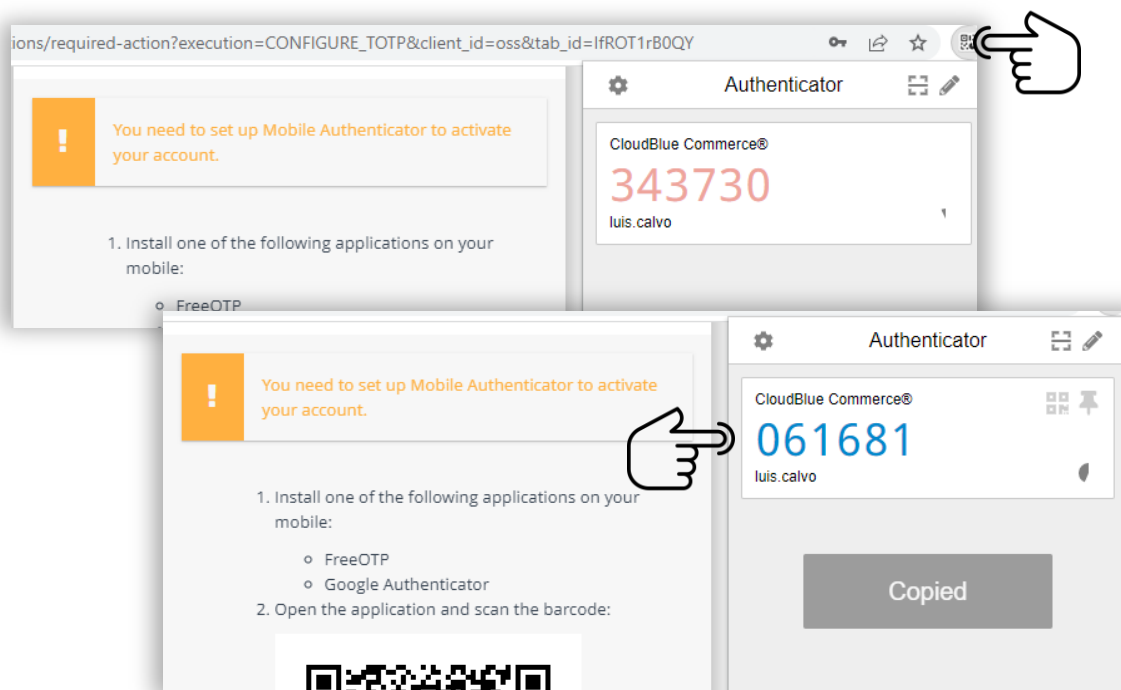 ions/required-action?execution=CONFIGURE_TOTP&client_id=oss&tab_id=IfROT1rB0QY
Authenticator
You need to set up Mobile Authenticator to activate
your account.
CloudBlue Commerce®
343730
luis.calvo
1. Install one of the following applications on your
mobile:
FreeOTP
Authenticator
You need to set up Mobile Authenticator to activate
your account.
CloudBlue Commerce®
061681
luis.calvo
1. Install one of the following applications on your
mobile:
FreeOTP
Google Authenticator
2. Open the application and scan the barcode:
Copied